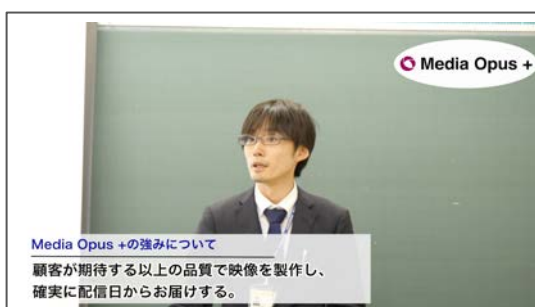 Media Opus +
Media Opus +の強みについて
顧客が期待する以上の品質で映像を製作し、
確実に配信日からお届けする。